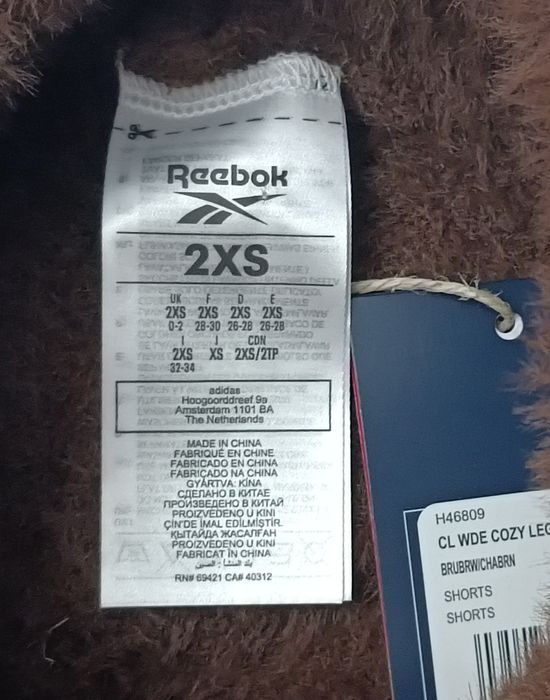 Reebok
2XS
UK F D E
2XS 2XS 2XS 2XS
0-2 28-30 26-28 26-28
I J CDN
2XS XS 2XS/2TP
32-34
adidas
Hoogoorddreef 9a
Amsterdam 1101 BA
The Netherlands
MADE IN CHINA
FABRIQUÉ EN CHINE
FABRICADO EN CHINA
FABRICADO NA CHINA
GYÁRTVA: KÍNA
СДЕЛАНО В КИТАЕ
ПРОИЗВЕДЕНО В КИТАЙ
PROIZVEDENO U KINI
ÇİN'DE İMAL EDİLMİŞTİR.
ҚЫТАЙДА ЖАСАЛҒАН
PROIZVEDENO U KINI
FABRICAT ÎN CHINA
بلد المنشأ: الصين
RN# 69421 CA# 40312
H46809
CL WDE COZY LEG
BRUBRW/CHABRN
SHORTS
SHORTS